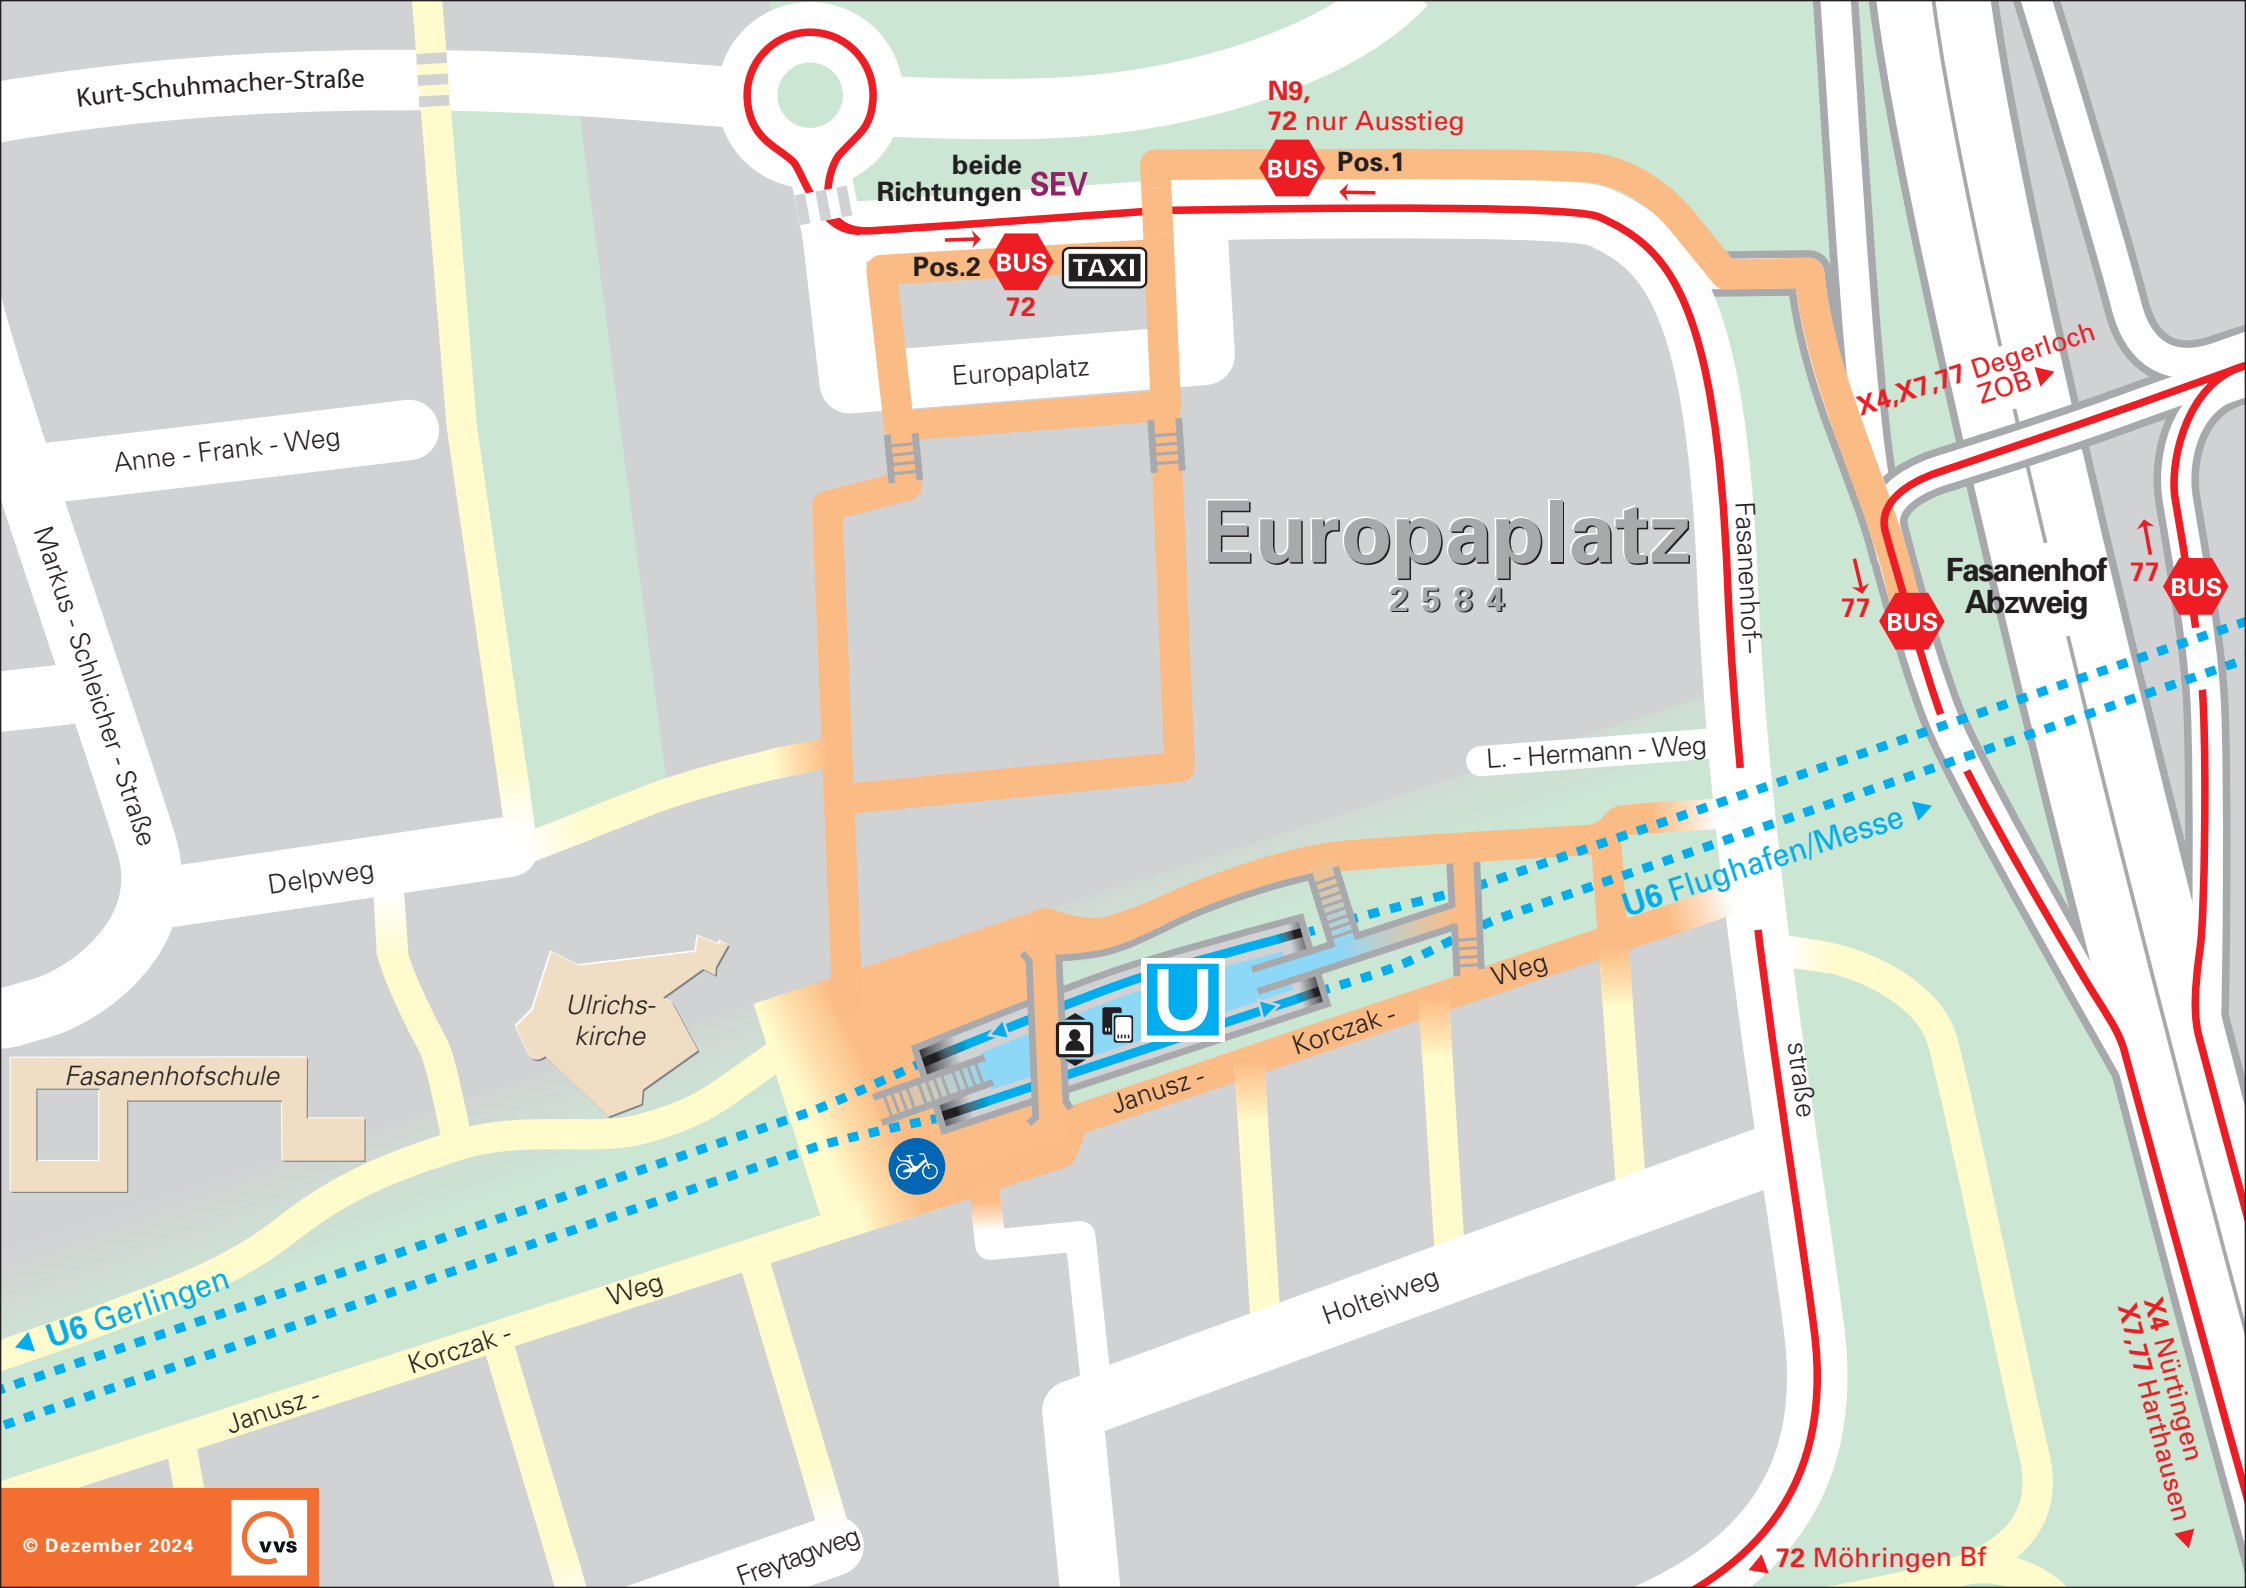 Kurt-Schuhmacher-Straße
N9,
72 nur Ausstieg
BUS Pos.1
beide
Richtungen SEV
Pos.2 BUS TAXI
72
Europaplatz
Anne - Frank - Weg
Markus - Schleicher - Straße
X4,X7,77 Degerloch
ZOB
Europaplatz
2584
Fasanenhof–
77
BUS
Fasanenhof
Abzweig
77
BUS
L. - Hermann - Weg
U6 Flughafen/Messe
Delpweg
Ulrichs-
kirche
Fasanenhofschule
U
Janusz - Korczak - Weg
straße
Holteiweg
U6 Gerlingen
Janusz - Korczak - Weg
X4 Nürtingen
X7,77 Harthausen
Freytagweg
72 Möhringen Bf
© Dezember 2024
vvs